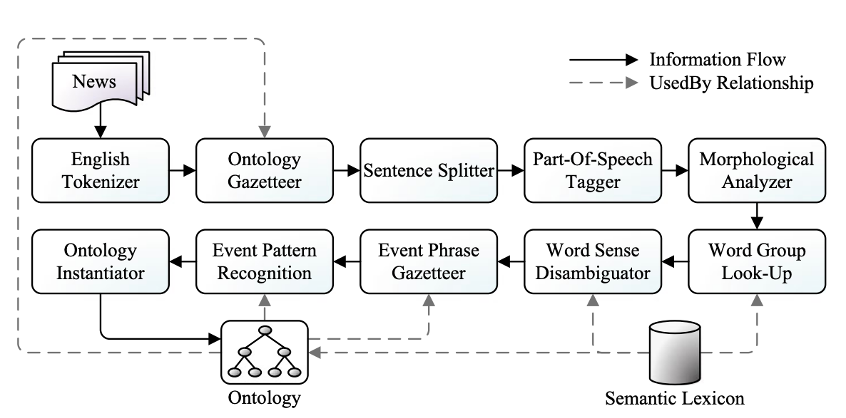 News
Information Flow
UsedBy Relationship
English
Tokenizer
Ontology
Gazetteer
Sentence Splitter
Part-Of-Speech
Tagger
Morphological
Analyzer
Ontology
Instantiator
Event Pattern
Recognition
Event Phrase
Gazetteer
Word Sense
Disambiguator
Word Group
Look-Up
Ontology
Semantic Lexicon